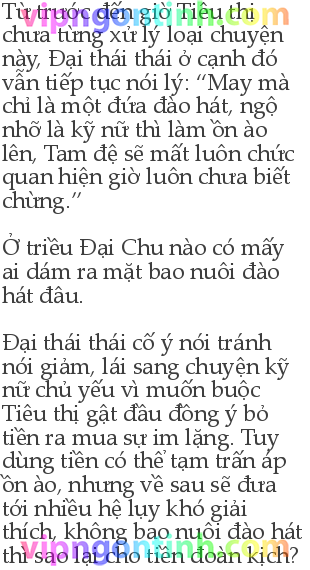 Từ trước đến giờ Tiêu thị
vipngontinh.com
chưa từng xử lý loại chuyện
này, Đại thái thái ở cạnh đó
vẫn tiếp tục nói lý: “May mà
chỉ là một đứa đào hát, ngộ
nhỡ là kỹ nữ thì làm ồn ào
lên, Tam đệ sẽ mất luôn chức
quan hiện giờ luôn chưa biết
chừng.”
Ở triều Đại Chu nào có mấy
ai dám ra mặt bao nuôi đào
hát đâu.
Đại thái thái cố ý nói tránh
nói giảm, lái sang chuyện kỹ
nữ chủ yếu vì muốn buộc
Tiêu thị gật đầu đồng ý bỏ
tiền ra mua sự im lặng. Tuy
dùng tiền có thể tạm trấn áp
ồn ào, nhưng về sau sẽ đưa
tới nhiều hệ lụy khó giải
thích, không bao nuôi đào hát
thì sao lại cho tiền đoàn kịch?
vipngontinh.com